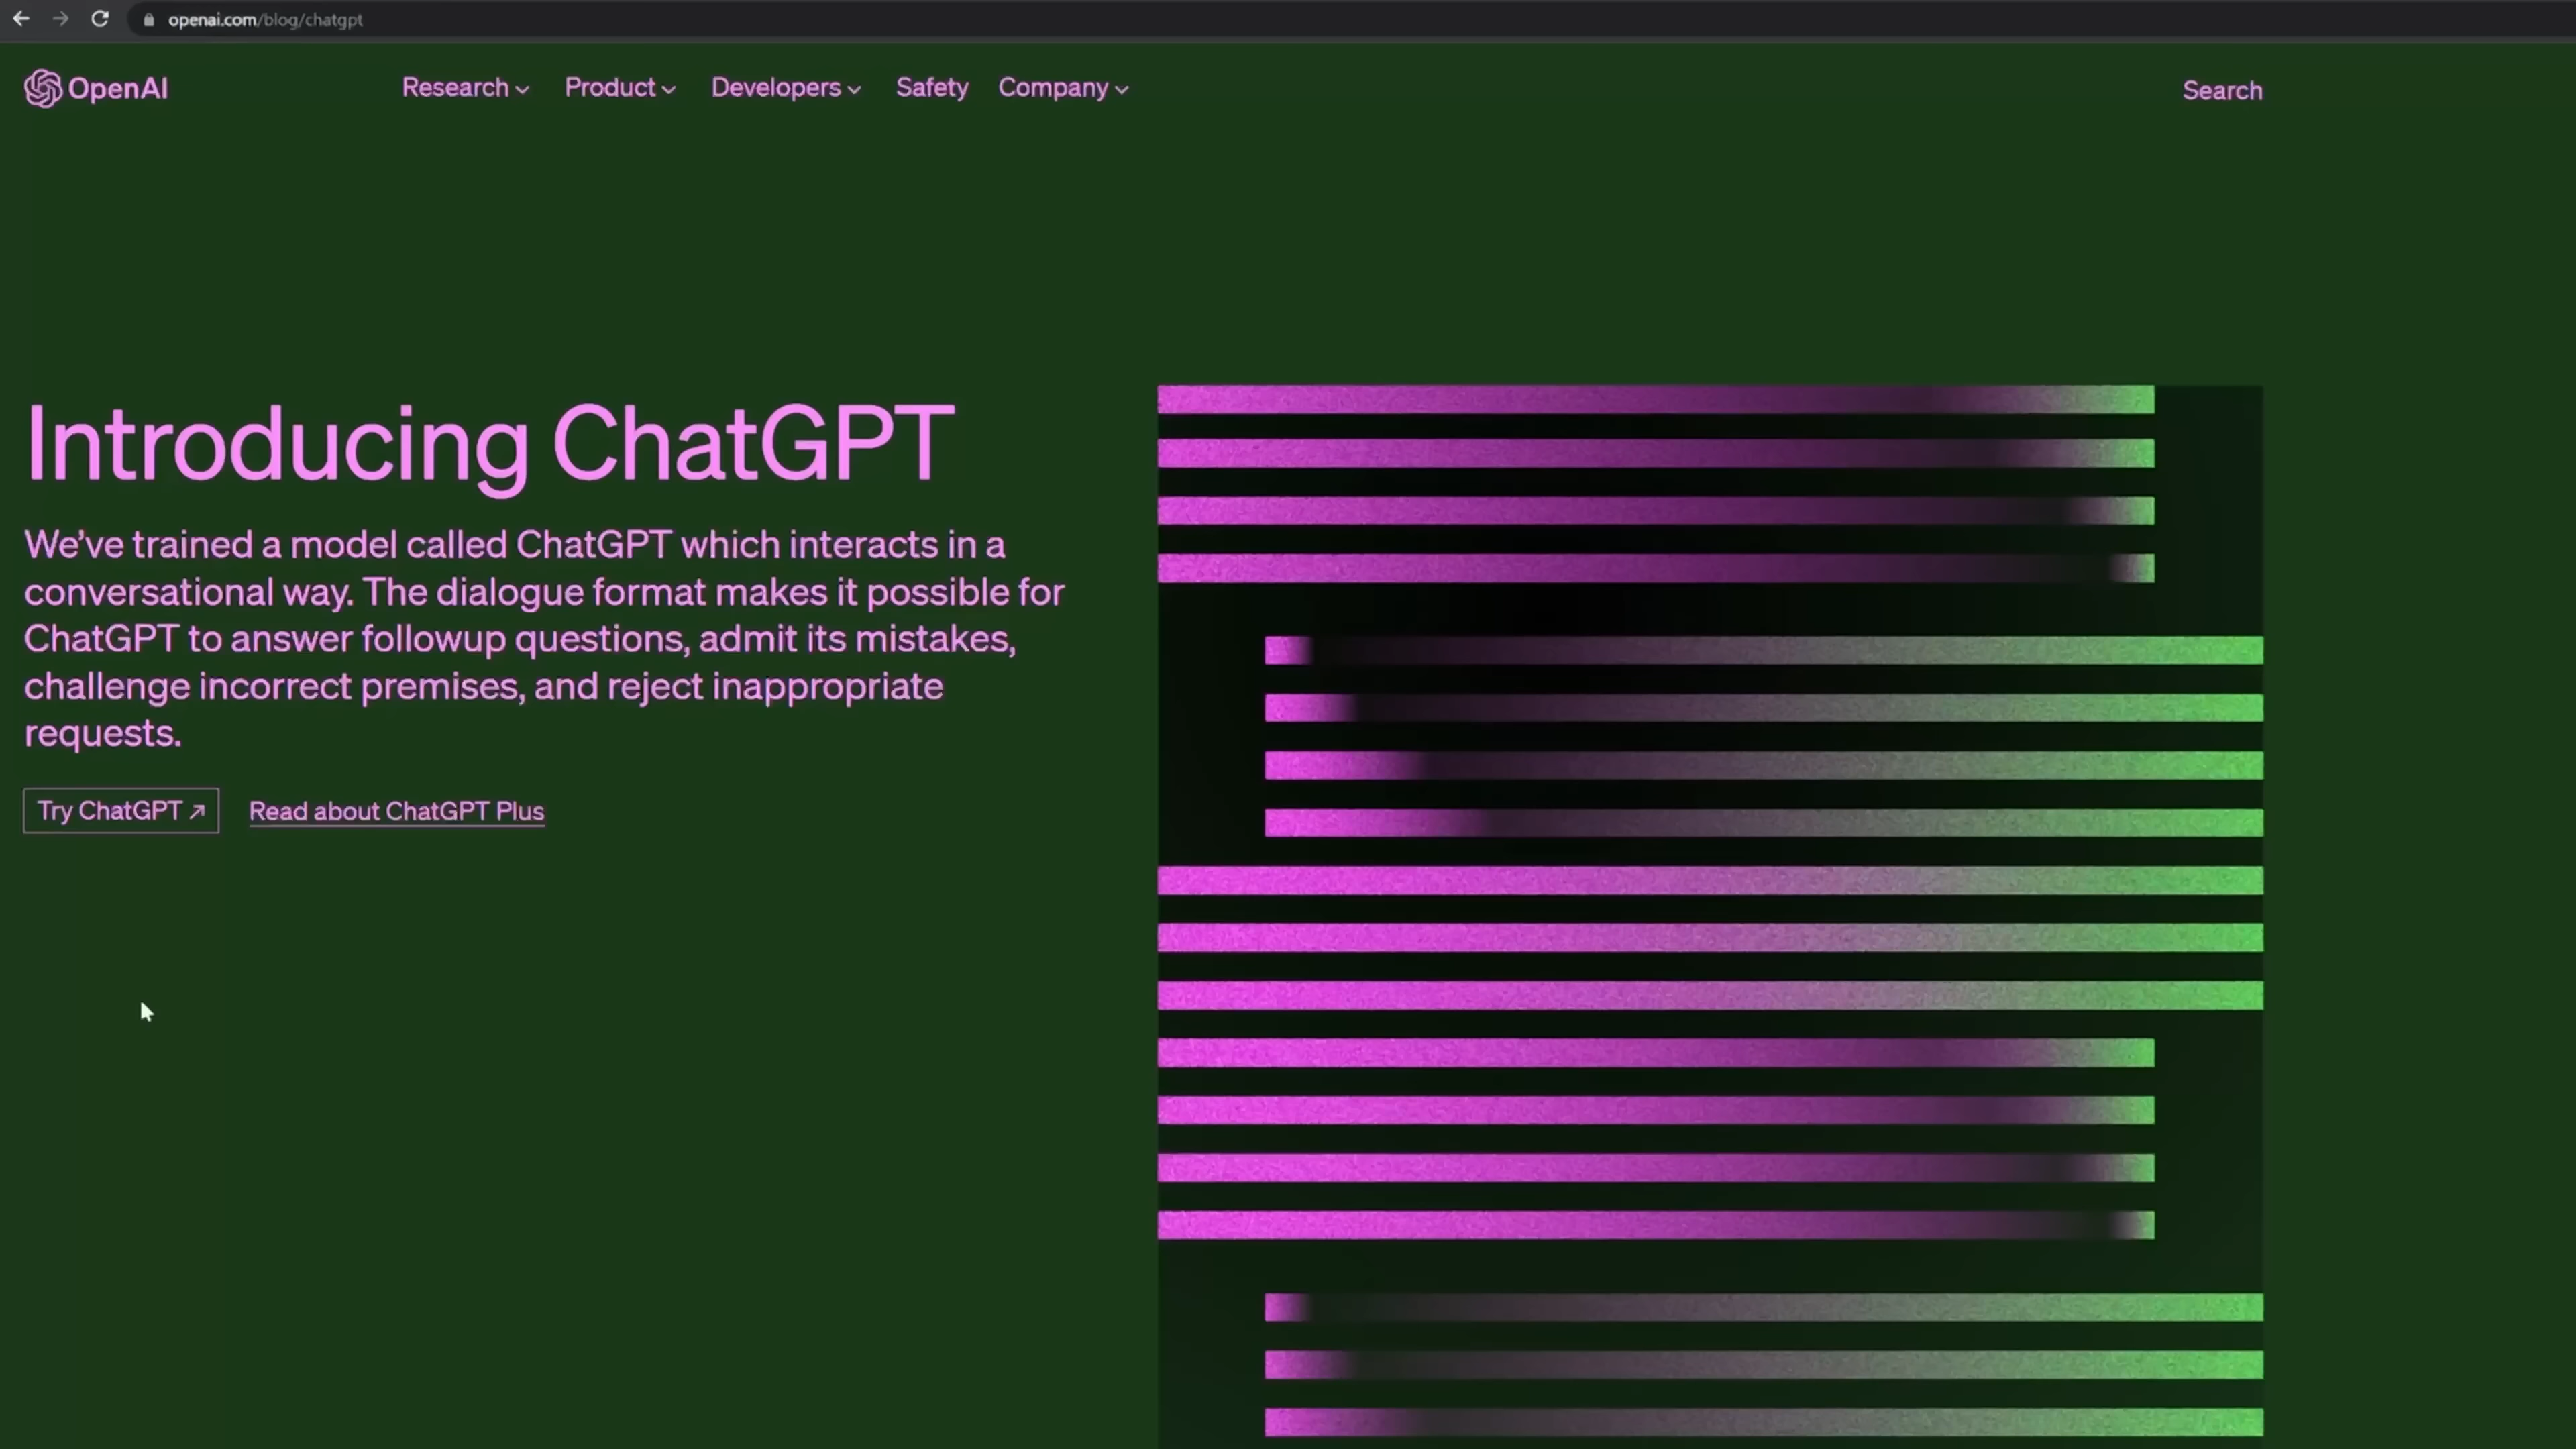 openai.com/blog/chatgpt
OpenAI
Research
Product
Developers
Safety
Company
Search
Introducing ChatGPT
We’ve trained a model called ChatGPT which interacts in a
conversational way. The dialogue format makes it possible for
ChatGPT to answer followup questions, admit its mistakes,
challenge incorrect premises, and reject inappropriate
requests.
Try ChatGPT ↗
Read about ChatGPT Plus